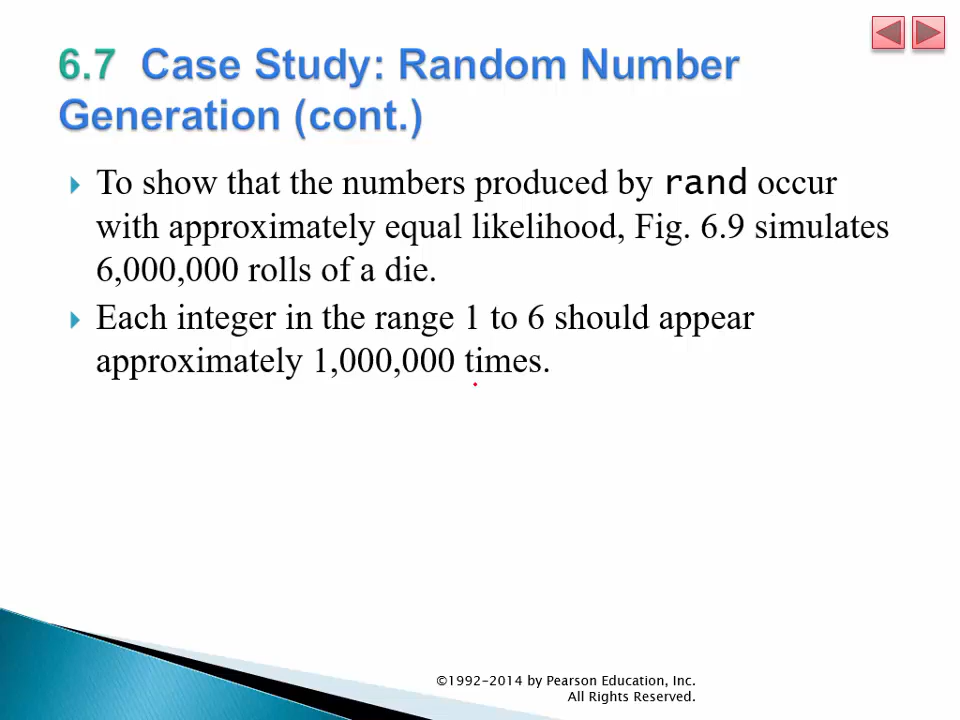 6.7 Case Study: Random Number
Generation (cont.)
To show that the numbers produced by rand occur
with approximately equal likelihood, Fig. 6.9 simulates
6,000,000 rolls of a die.
Each integer in the range 1 to 6 should appear
approximately 1,000,000 times.
©1992-2014 by Pearson Education, Inc.
All Rights Reserved.